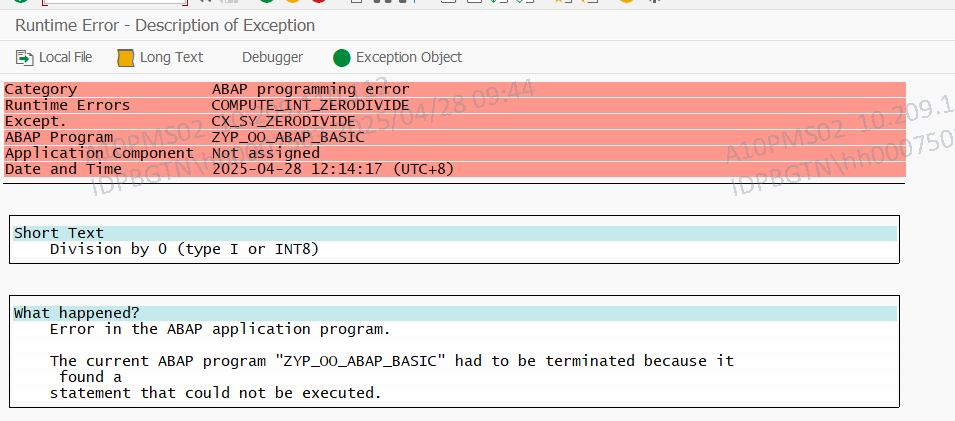 Runtime Error - Description of Exception
Local File Long Text Debugger Exception Object
Category ABAP programming error
Runtime Errors COMPUTE_INT_ZERODIVIDE
Except. CX_SY_ZERODIVIDE
ABAP Program ZYP_OO_ABAP_BASIC
Application Component Not assigned
Date and Time 2025-04-28 12:14:17 (UTC+8)
A10PMS02 10.209.1
IDPBGTN\hh000750
Short Text
Division by 0 (type I or INT8)
What happened?
Error in the ABAP application program.
The current ABAP program "ZYP_OO_ABAP_BASIC" had to be terminated because it
found a
statement that could not be executed.